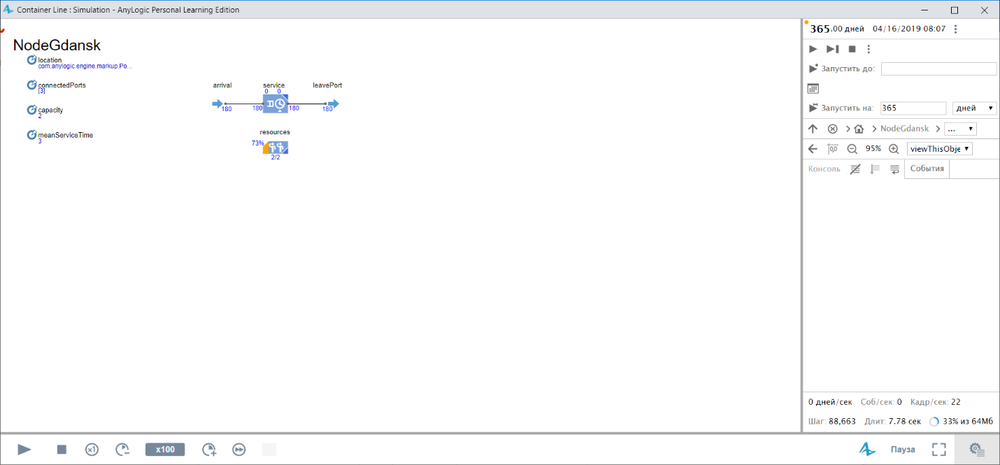 Container Line : Simulation - AnyLogic Personal Learning Edition
NodeGdansk
location
com.anylogic.engine.markup.Po...
connectedPorts
[3]
capacity
2
meanServiceTime
3
arrival
service
leavePort
0 0
180
180
180
180
resources
73%
2/2
365.00 дней 04/16/2019 08:07
Запустить до:
Запустить на: 365 дней
NodeGdansk ...
95% viewThisObje
Консоль События
0 дней/сек Соб/сек: 0 Кадр/сек: 22
Шаг: 88,663 Длит: 7.78 сек 33% из 64Мб
x1 x100 Пауза